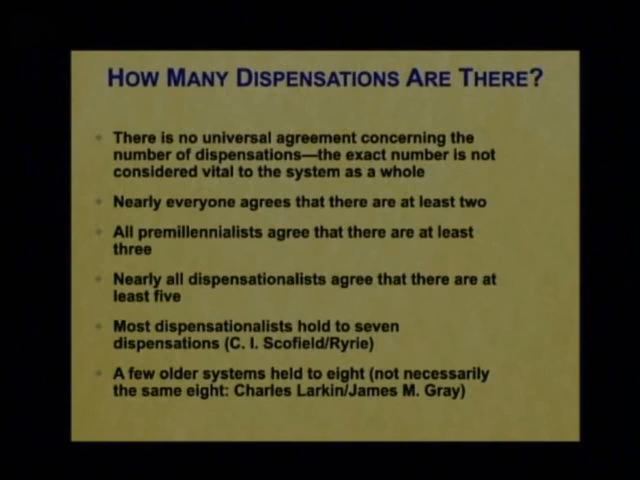 HOW MANY DISPENSATIONS ARE THERE?
• There is no universal agreement concerning the
number of dispensations—the exact number is not
considered vital to the system as a whole
• Nearly everyone agrees that there are at least two
• All premillennialists agree that there are at least
three
• Nearly all dispensationalists agree that there are at
least five
• Most dispensationalists hold to seven
dispensations (C. I. Scofield/Ryrie)
• A few older systems held to eight (not necessarily
the same eight: Charles Larkin/James M. Gray)